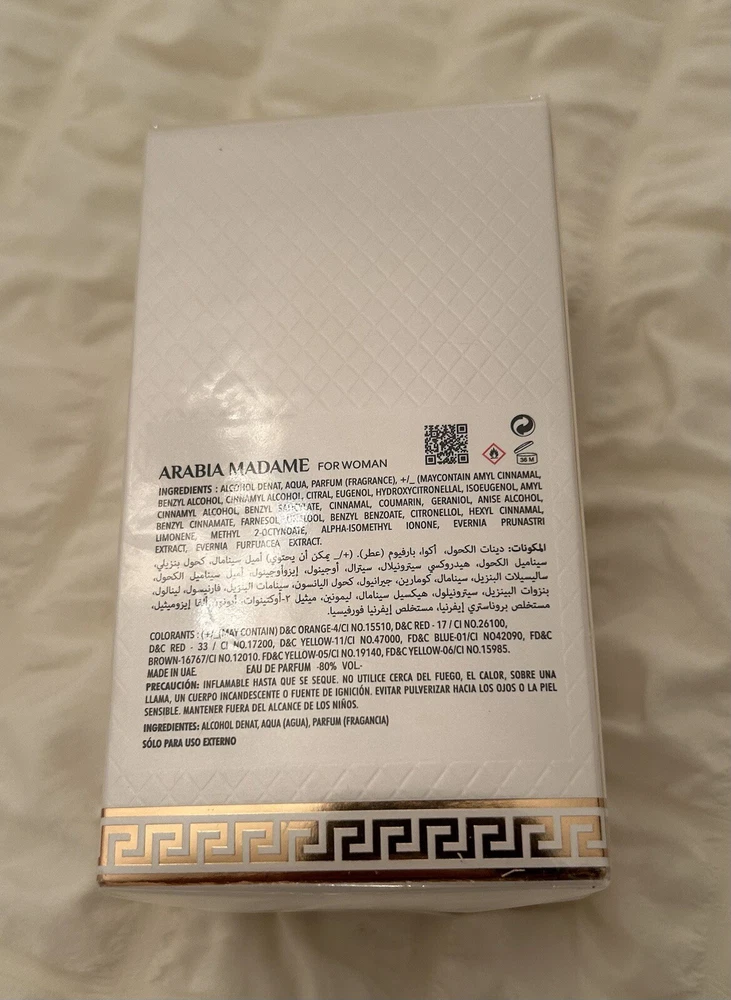 ARABIA MADAME FOR WOMAN
36 M
INGREDIENTS : ALCOHOL DENAT, AQUA, PARFUM (FRAGRANCE), +/_ (MAYCONTAIN AMYL CINNAMAL,
BENZYL ALCOHOL, CINNAMYL ALCOHOL, CITRAL, EUGENOL, HYDROXYCITRONELLAL, ISOEUGENOL, AMYL
CINNAMYL ALCOHOL, BENZYL SALICYLATE, CINNAMAL, COUMARIN, GERANIOL, ANISE ALCOHOL,
BENZYL CINNAMATE, FARNESOL, LINALOOL, BENZYL BENZOATE, CITRONELLOL, HEXYL CINNAMAL,
LIMONENE, METHYL 2-OCTYNOATE, ALPHA-ISOMETHYL IONONE, EVERNIA PRUNASTRI
EXTRACT, EVERNIA FURFUACEA EXTRACT.
المكونات: دينات الكحول، أكوا، بارفيوم (عطر). (+/_ يمكن أن يحتوي) أميل سينامال، كحول بنزيلي،
سيناميل الكحول، هيدروكسي سيترونيلال، سيترال، أوجينول، إيزوأوجينول، أميل سيناميل الكحول،
ساليسيلات البنزيل، سينامال، كومارين، جيرانيول، كحول اليانسون، سينامات البنزيل، فارنيسول، لينالول،
بنزوات البينزيل، سيترونيلول، هيكسيل سينامال، ليمونين، ميثيل ٢-أوكتينوات، أيونون ألفا إيزوميثيل،
مستخلص بروناستري إيفرنيا، مستخلص إيفرنيا فورفيسيا.
COLORANTS : (+/_(MAY CONTAIN) D&C ORANGE-4/CI NO.15510, D&C RED - 17 / CI NO.26100,
D&C RED - 33 / CI NO.17200, D&C YELLOW-11/CI NO.47000, FD&C BLUE-01/CI NO42090, FD&C
BROWN-16767/CI NO.12010. FD&C YELLOW-05/CI NO.19140, FD&C YELLOW-06/CI NO.15985.
MADE IN UAE. EAU DE PARFUM -80% VOL.-
PRECAUCIÓN: INFLAMABLE HASTA QUE SE SEQUE. NO UTILICE CERCA DEL FUEGO, EL CALOR, SOBRE UNA
LLAMA, UN CUERPO INCANDESCENTE O FUENTE DE IGNICIÓN. EVITAR PULVERIZAR HACIA LOS OJOS O LA PIEL
SENSIBLE. MANTENER FUERA DEL ALCANCE DE LOS NIÑOS.
INGREDIENTES: ALCOHOL DENAT, AQUA (AGUA), PARFUM (FRAGANCIA)
SÓLO PARA USO EXTERNO